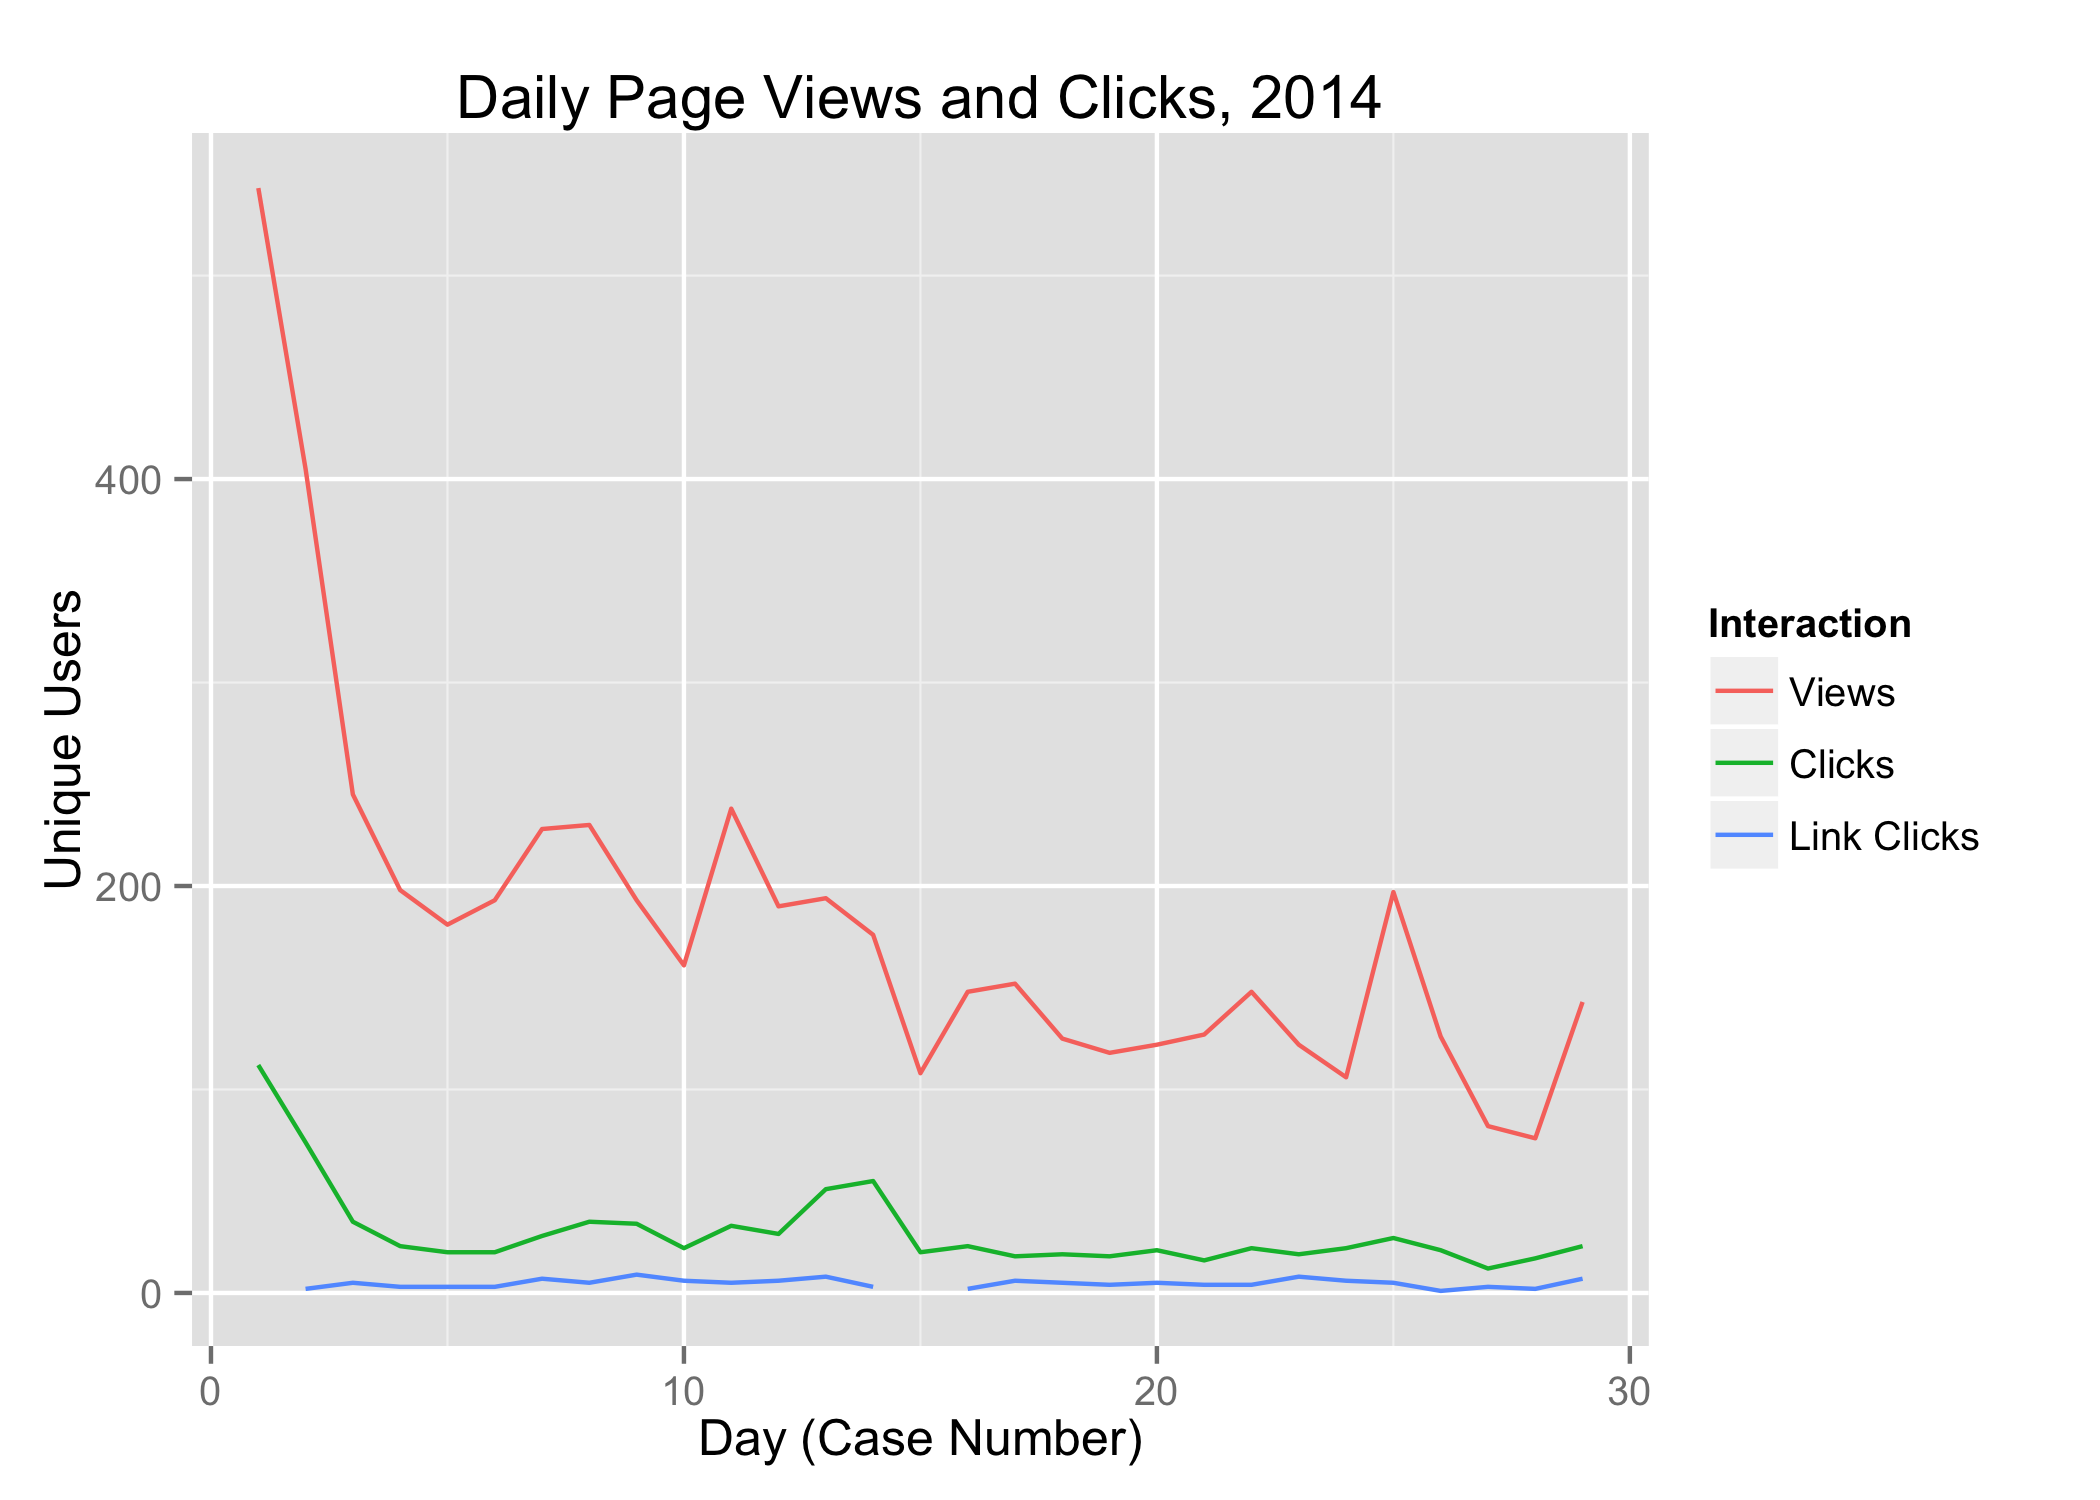 Daily Page Views and Clicks, 2014
Unique Users
400
200
0
0
10
20
30
Day (Case Number)
Interaction
Views
Clicks
Link Clicks